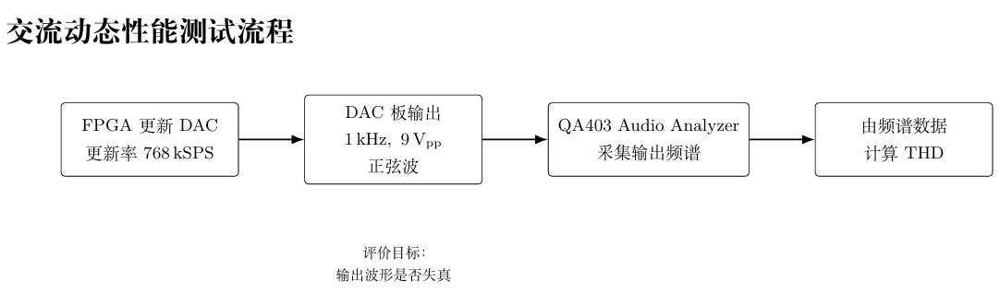 交流动态性能测试流程
FPGA 更新 DAC
更新率 768 kSPS
DAC 板输出
1 kHz, 9 Vpp
正弦波
QA403 Audio Analyzer
采集输出频谱
由频谱数据
计算 THD
评价目标：
输出波形是否失真